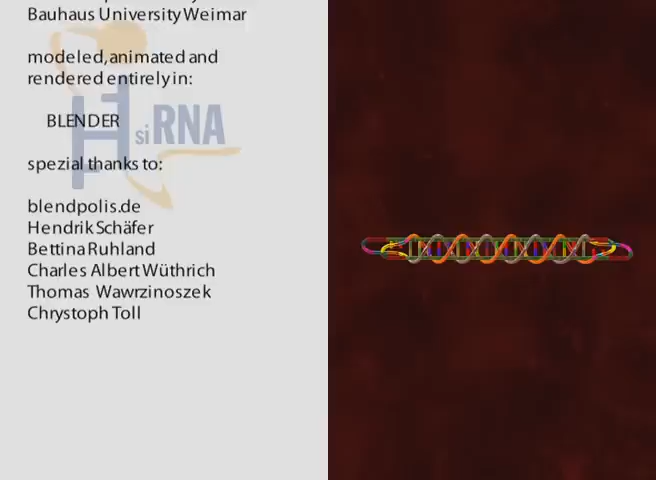 Bauhaus University Weimar
modeled, animated and
rendered entirely in:
BLENDER
siRNA
spezial thanks to:
blendpolis.de
Hendrik Schäfer
Bettina Ruhland
Charles Albert Wüthrich
Thomas Wawrzinoszek
Chrystoph Toll